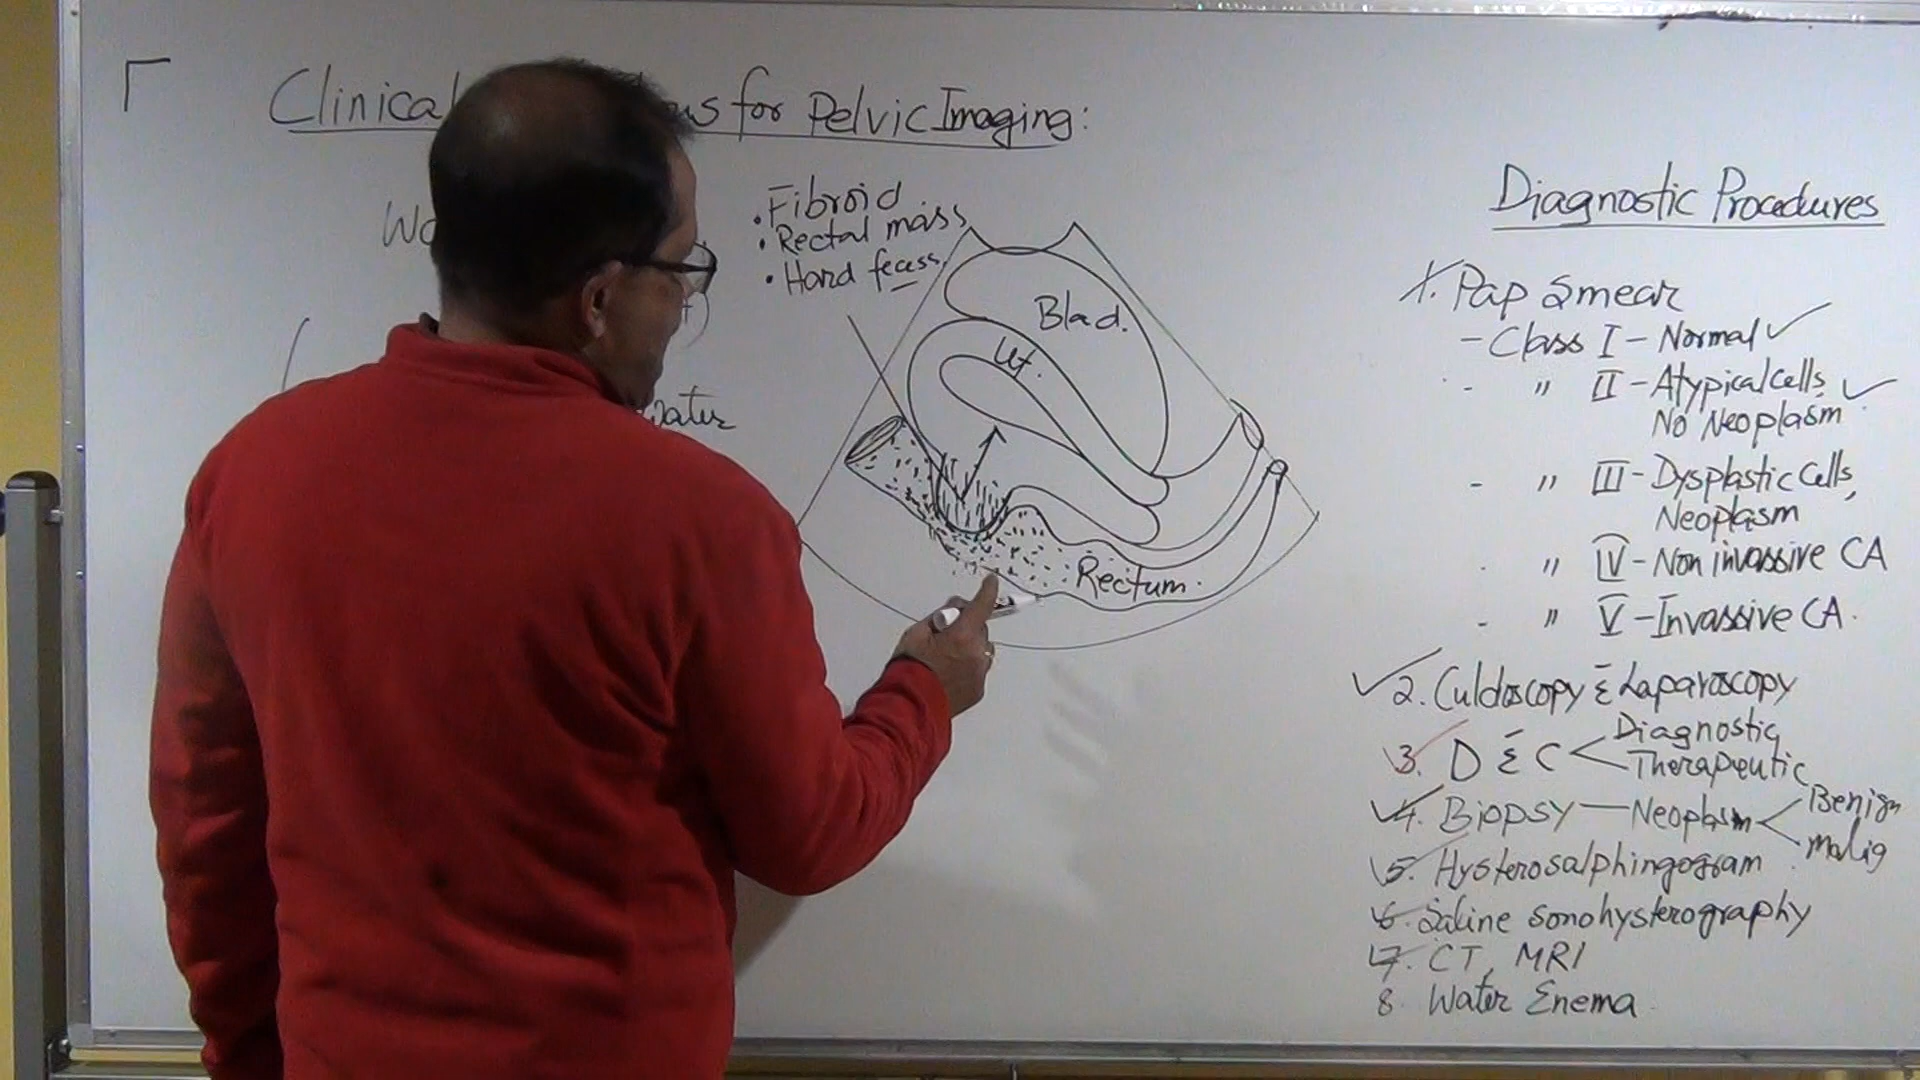 Clinical for Pelvic Imaging:
• Fibroid
• Rectal mass
• Hard fecess.
water
Blad.
Ut.
Rectum.
Diagnostic Procedures
1. Pap Smear
- Class I - Normal ✓
- " II - Atypical Cells, ✓
No Neoplasm
- " III - Dysplastic Cells,
Neoplasm
- " IV - Non invassive CA
- " V - Invassive CA.
✓ 2. Culdoscopy & Laparoscopy
3. D & C < Diagnostic
Therapeutic
4. Biopsy — Neoplasm < Benign
malig
5. Hysterosalphingogram
6. Saline sonohysterography
7. CT, MRI
8. Water Enema